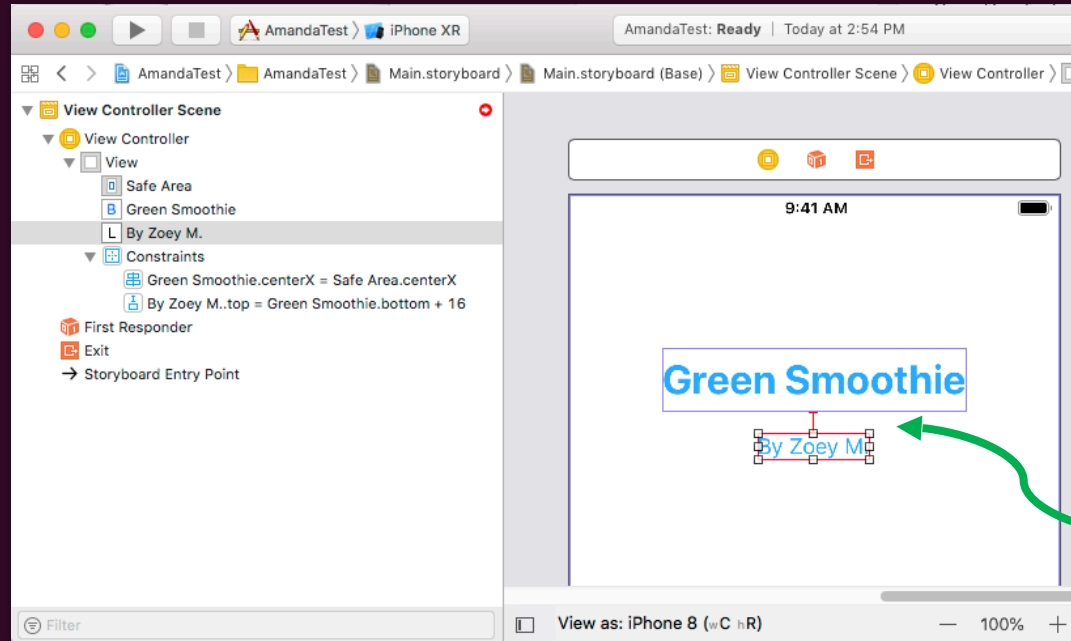 AmandaTest 〉 iPhone XR
AmandaTest: Ready | Today at 2:54 PM
AmandaTest 〉 AmandaTest 〉 Main.storyboard 〉 Main.storyboard (Base) 〉 View Controller Scene 〉 View Controller 〉
View Controller Scene
View Controller
View
Safe Area
B Green Smoothie
L By Zoey M.
Constraints
Green Smoothie.centerX = Safe Area.centerX
By Zoey M..top = Green Smoothie.bottom + 16
First Responder
Exit
Storyboard Entry Point
9:41 AM
Green Smoothie
By Zoey M.
Filter
View as: iPhone 8 (wC hR)
— 100% +